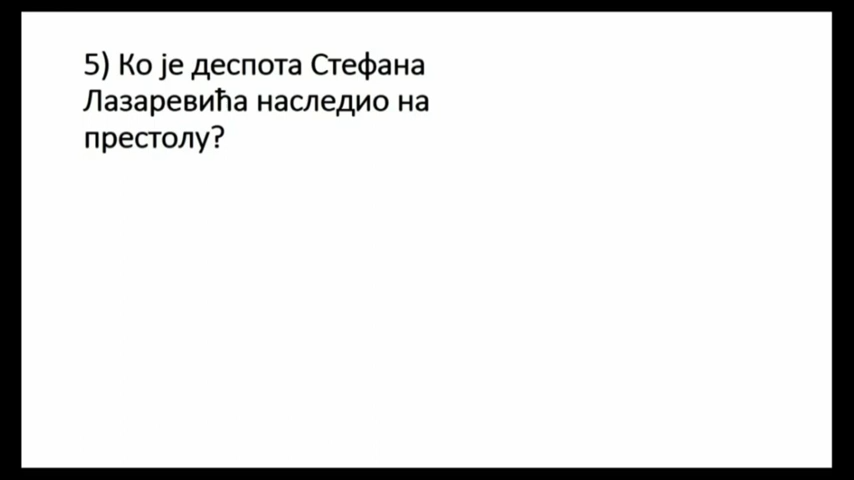 5) Ко је деспота Стефана
Лазаревића наследио на
престолу?